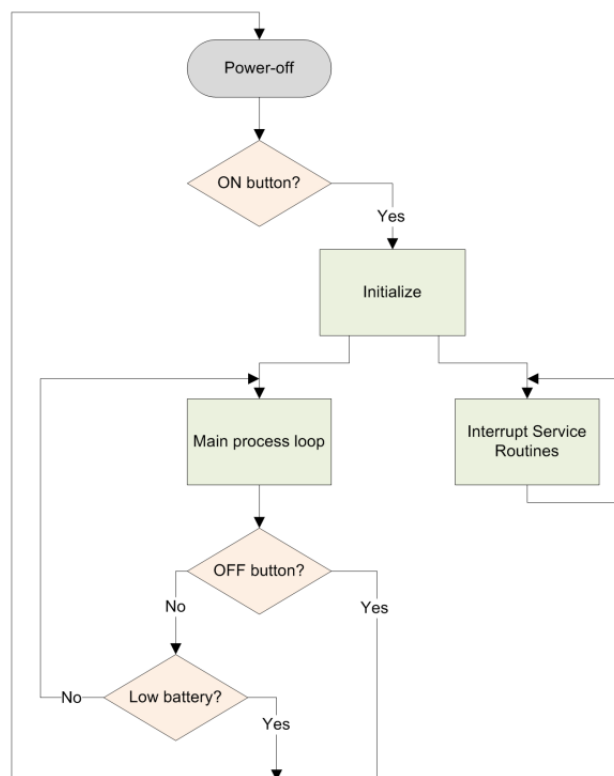 Power-off
ON button?
Yes
Initialize
Main process loop
Interrupt Service
Routines
OFF button?
No
Yes
Low battery?
No
Yes